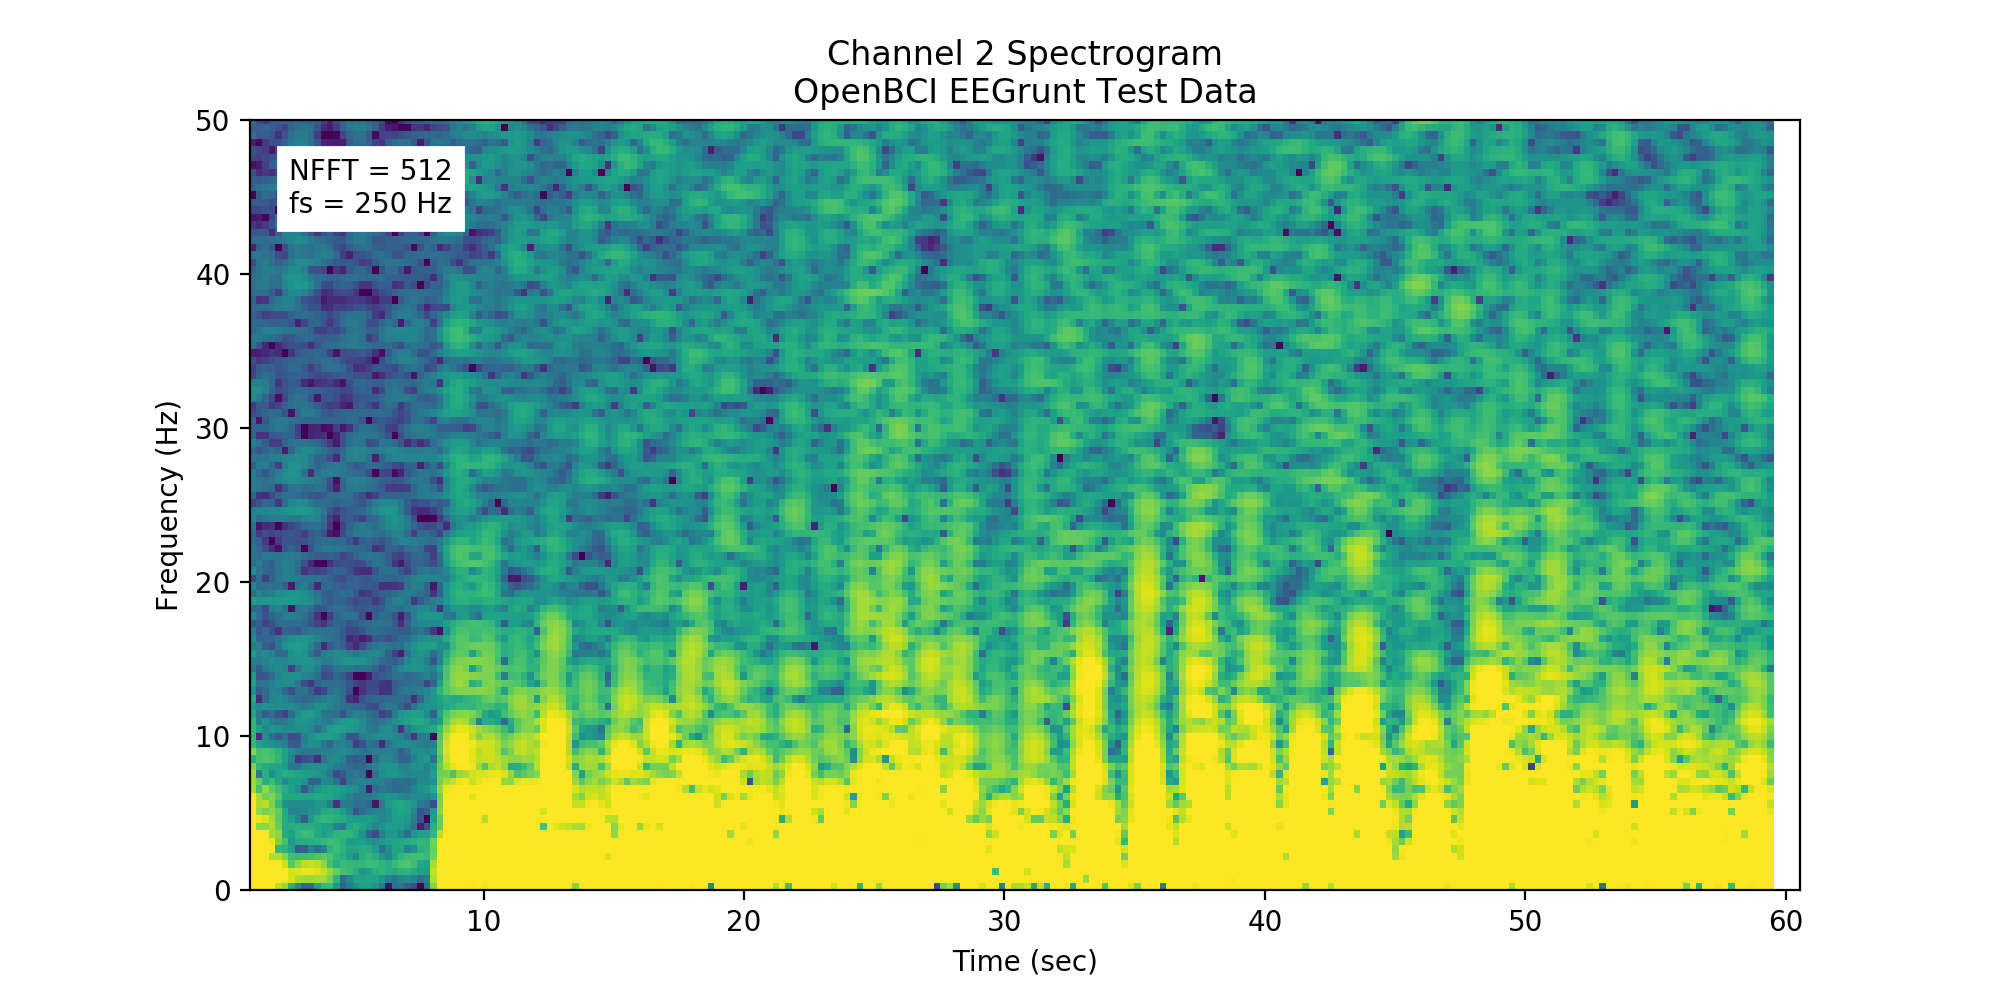 Channel 2 Spectrogram
OpenBCI EEGrunt Test Data
NFFT = 512
fs = 250 Hz
50
40
30
20
10
0
Frequency (Hz)
10
20
30
40
50
60
Time (sec)